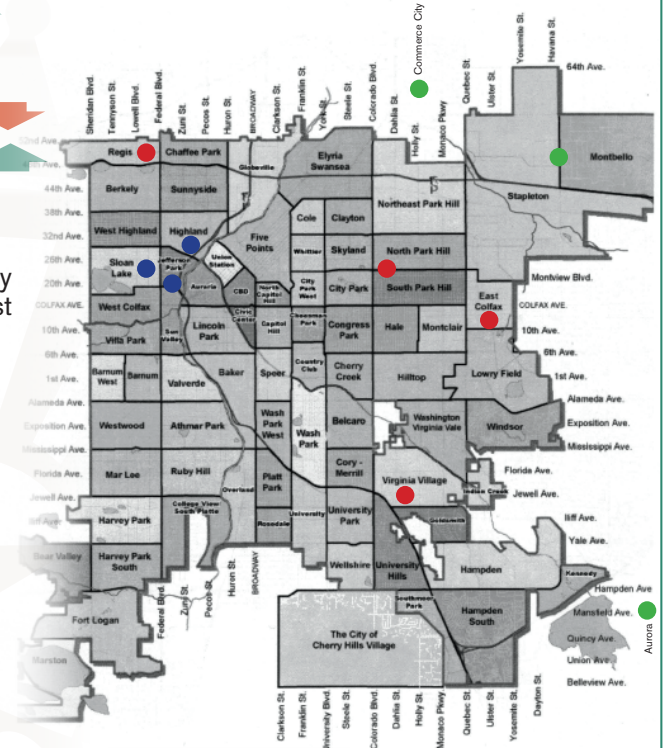 Commerce City
Yosemite St.
Havana St.
64th Ave.
Sheridan Blvd.
Tennyson St.
Lowell Blvd.
Federal Blvd.
Zuni St.
Pecos St.
Huron St.
BROADWAY
Clarkson St.
Franklin St.
York St.
Steele St.
Colorado Blvd.
Dahlia St.
Holly St.
Monaco Pkwy
Quebec St.
Ulster St.
52nd Ave.
Regis
Chaffee Park
Globeville
Elyria Swansea
Montbello
44th Ave.
Berkely
Sunnyside
Northeast Park Hill
Stapleton
38th Ave.
Cole
Clayton
32nd Ave.
West Highland
Highland
Five Points
Whittier
Skyland
North Park Hill
26th Ave.
Sloan Lake
Jefferson Park
Union Station
Montview Blvd.
20th Ave.
Auraria
CBD
North Capitol Hill
City Park West
City Park
South Park Hill
East Colfax
y
st
COLFAX AVE.
West Colfax
Civic Center
Cheesman Park
COLFAX AVE.
10th Ave.
Villa Park
Sun Valley
Lincoln Park
Capitol Hill
Congress Park
Hale
Montclair
10th Ave.
6th Ave.
6th Ave.
1st Ave.
Barnum West
Barnum
Valverde
Baker
Speer
Country Club
Cherry Creek
Hilltop
Lowry Field
1st Ave.
Alameda Ave.
Alameda Ave.
Exposition Ave.
Westwood
Athmar Park
Wash Park West
Wash Park
Belcaro
Washington Virginia Vale
Windsor
Exposition Ave.
Mississippi Ave.
Mississippi Ave.
Florida Ave.
Mar Lee
Ruby Hill
Overland
Platt Park
Cory - Merrill
Virginia Village
Indian Creek
Florida Ave.
Jewell Ave.
Jewell Ave.
Iliff Ave.
Harvey Park
College View South Platte
Rosedale
University
University Park
Goldsmith
Iliff Ave.
Yale Ave.
Bear Valley
Harvey Park South
Wellshire
University Hills
Hampden
Kennedy
Hampden Ave
Federal Blvd.
Zuni St.
Pecos St.
Huron St.
BROADWAY
Fort Logan
Southmoor Park
Hampden South
Mansfield Ave.
The City of
Cherry Hills Village
Quincy Ave.
Union Ave.
Belleview Ave.
Aurora
Marston
Clarkson St.
Franklin St.
University Blvd.
Steele St.
Colorado Blvd.
Dahlia St.
Holly St.
Monaco Pkwy.
Quebec St.
Ulster St.
Yosemite St.
Dayton St.